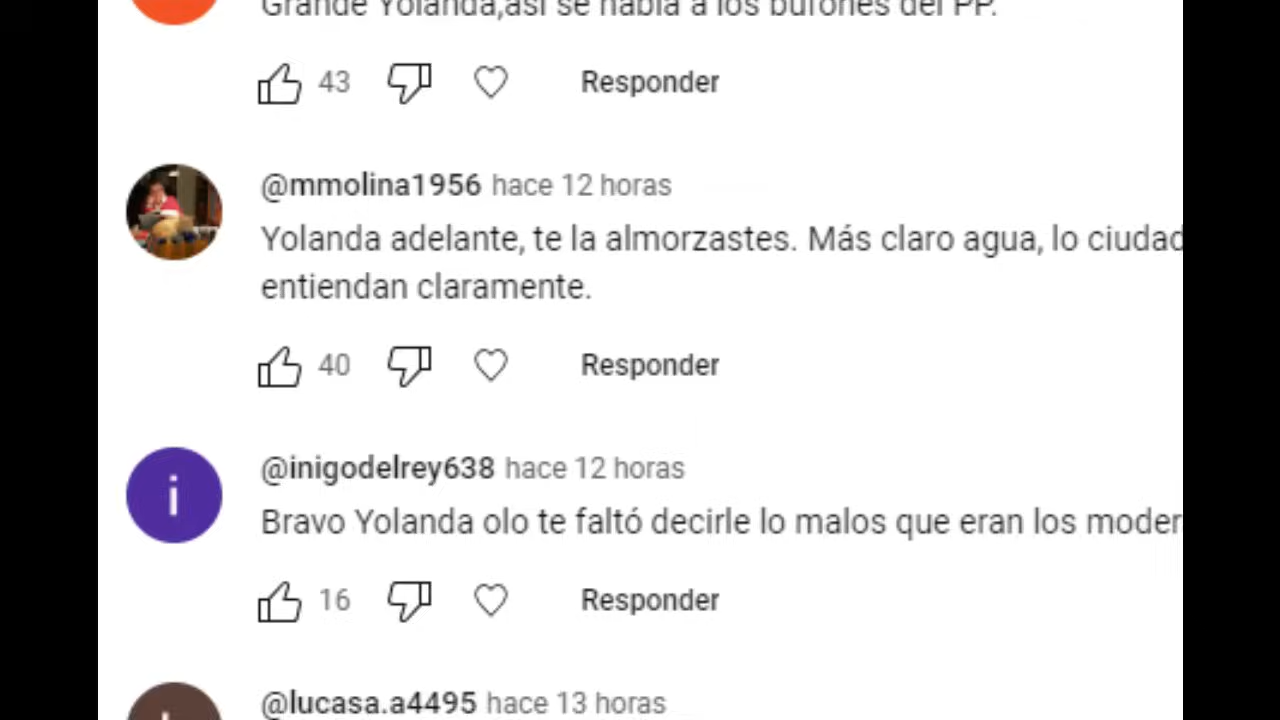 Grande Yolanda,asi se habla a los bufones del PP.
43
Responder
@mmolina1956 hace 12 horas
Yolanda adelante, te la almorzastes. Más claro agua, lo ciudad
entiendan claramente.
40
Responder
@inigodelrey638 hace 12 horas
i
Bravo Yolanda olo te faltó decirle lo malos que eran los moder
16
Responder
@lucasa.a4495 hace 13 horas